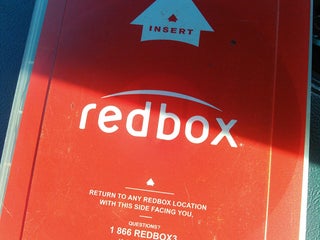 INSERT
redbox
RETURN TO ANY REDBOX LOCATION
WITH THIS SIDE FACING YOU.
QUESTIONS?
1 866 REDBOX3